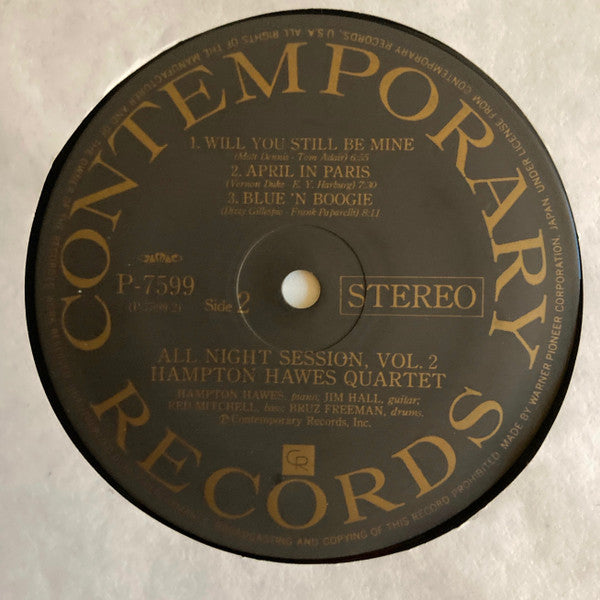 CONTEMPORARY
RECORDS
1. WILL YOU STILL BE MINE
(Matt Dennis - Tom Adair) 6:55
2. APRIL IN PARIS
(Vernon Duke - E. Y. Harburg) 7:30
3. BLUE 'N BOOGIE
(Dizzy Gillespie - Frank Paparelli) 8:11
P-7599
(P-7599-2)
Side 2
STEREO
ALL NIGHT SESSION, VOL. 2
HAMPTON HAWES QUARTET
HAMPTON HAWES, piano; JIM HALL, guitar;
RED MITCHELL, bass; BRUZ FREEMAN, drums.
Ⓟ Contemporary Records, Inc.
CR
MADE BY WARNER PIONEER CORPORATION, JAPAN UNDER LICENSE FROM CONTEMPORARY RECORDS, U.S.A. ALL RIGHTS OF THE MANUFACTURER AND OF THE
BROADCASTING AND COPYING OF THIS RECORD PROHIBITED